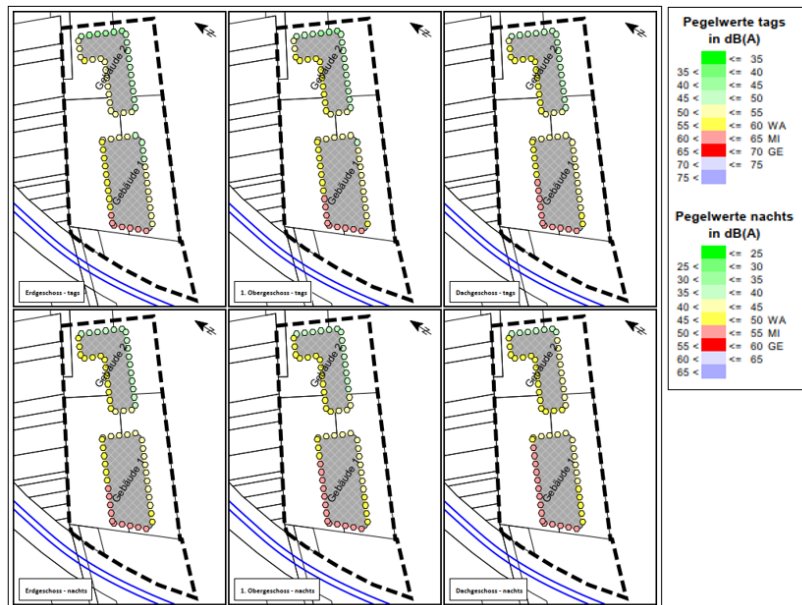 Gebäude 2
Gebäude 1
Erdgeschoss - tags
Gebäude 2
Gebäude 1
1. Obergeschoss - tags
Gebäude 2
Gebäude 1
Dachgeschoss - tags
Gebäude 2
Gebäude 1
Erdgeschoss - nachts
Gebäude 2
Gebäude 1
1. Obergeschoss - nachts
Gebäude 2
Gebäude 1
Dachgeschoss - nachts
Pegelwerte tags
in dB(A)
<= 35
35 < <= 40
40 < <= 45
45 < <= 50
50 < <= 55
55 < <= 60 WA
60 < <= 65 MI
65 < <= 70 GE
70 < <= 75
75 <
Pegelwerte nachts
in dB(A)
<= 25
25 < <= 30
30 < <= 35
35 < <= 40
40 < <= 45
45 < <= 50 WA
50 < <= 55 MI
55 < <= 60 GE
60 < <= 65
65 <